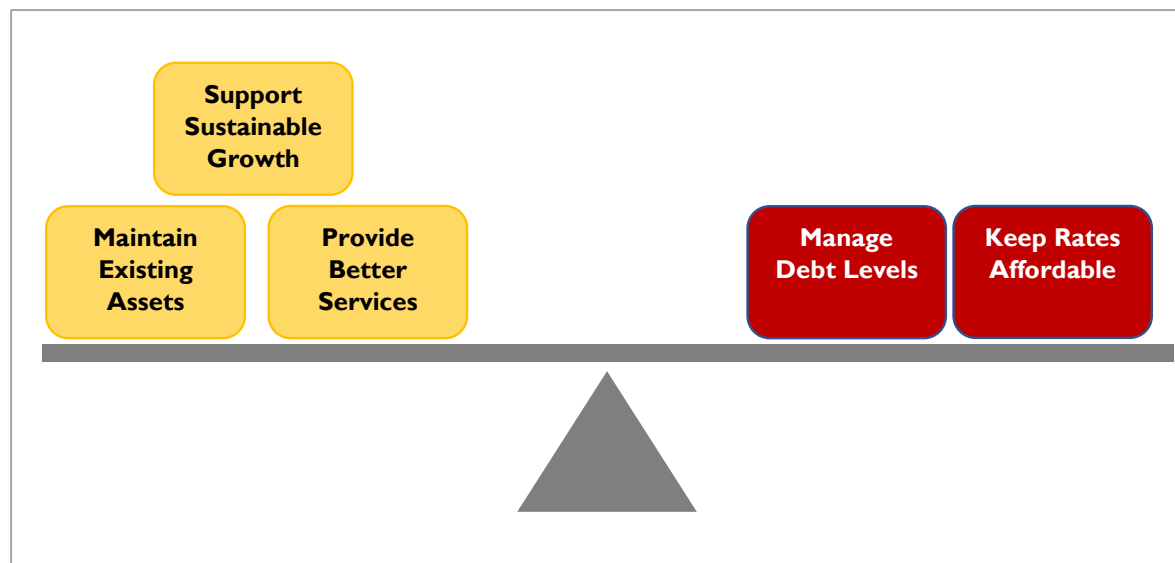 Support
Sustainable
Growth
Maintain
Existing
Assets
Provide
Better
Services
Manage
Debt Levels
Keep Rates
Affordable